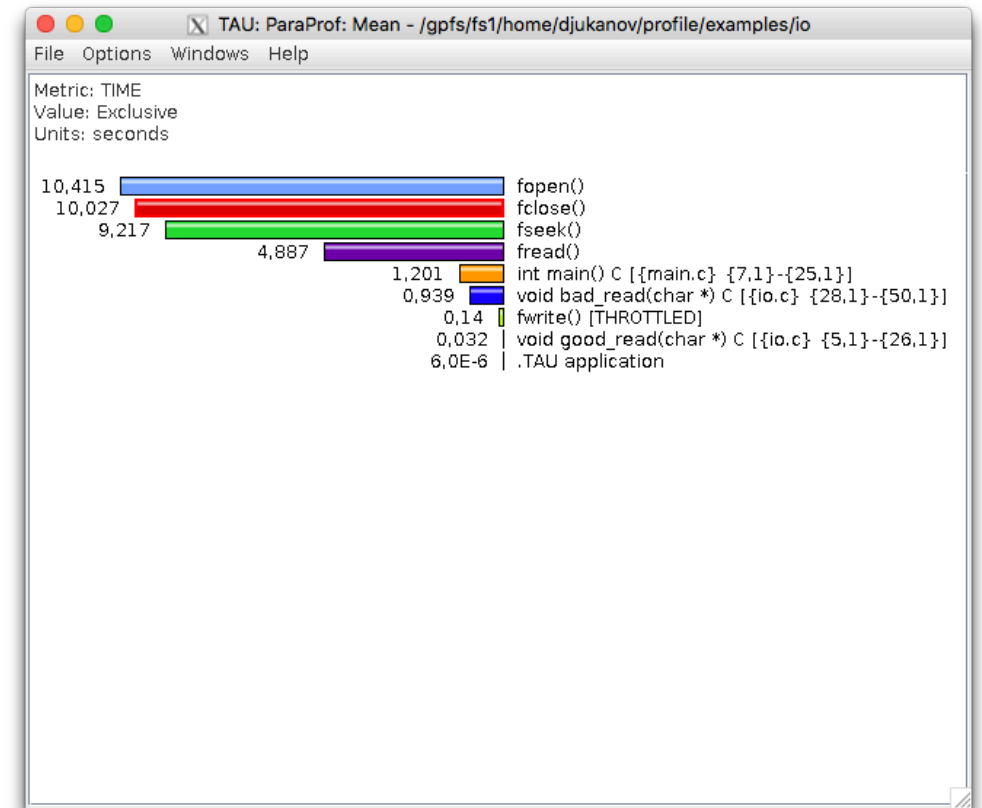 TAU: ParaProf: Mean - /gpfs/fs1/home/djukanov/profile/examples/io
File Options Windows Help
Metric: TIME
Value: Exclusive
Units: seconds
10,415 fopen()
10,027 fclose()
9,217 fseek()
4,887 fread()
1,201 int main() C [{main.c} {7,1}-{25,1}]
0,939 void bad_read(char *) C [{io.c} {28,1}-{50,1}]
0,14 fwrite() [THROTTLED]
0,032 void good_read(char *) C [{io.c} {5,1}-{26,1}]
6,0E-6 .TAU application